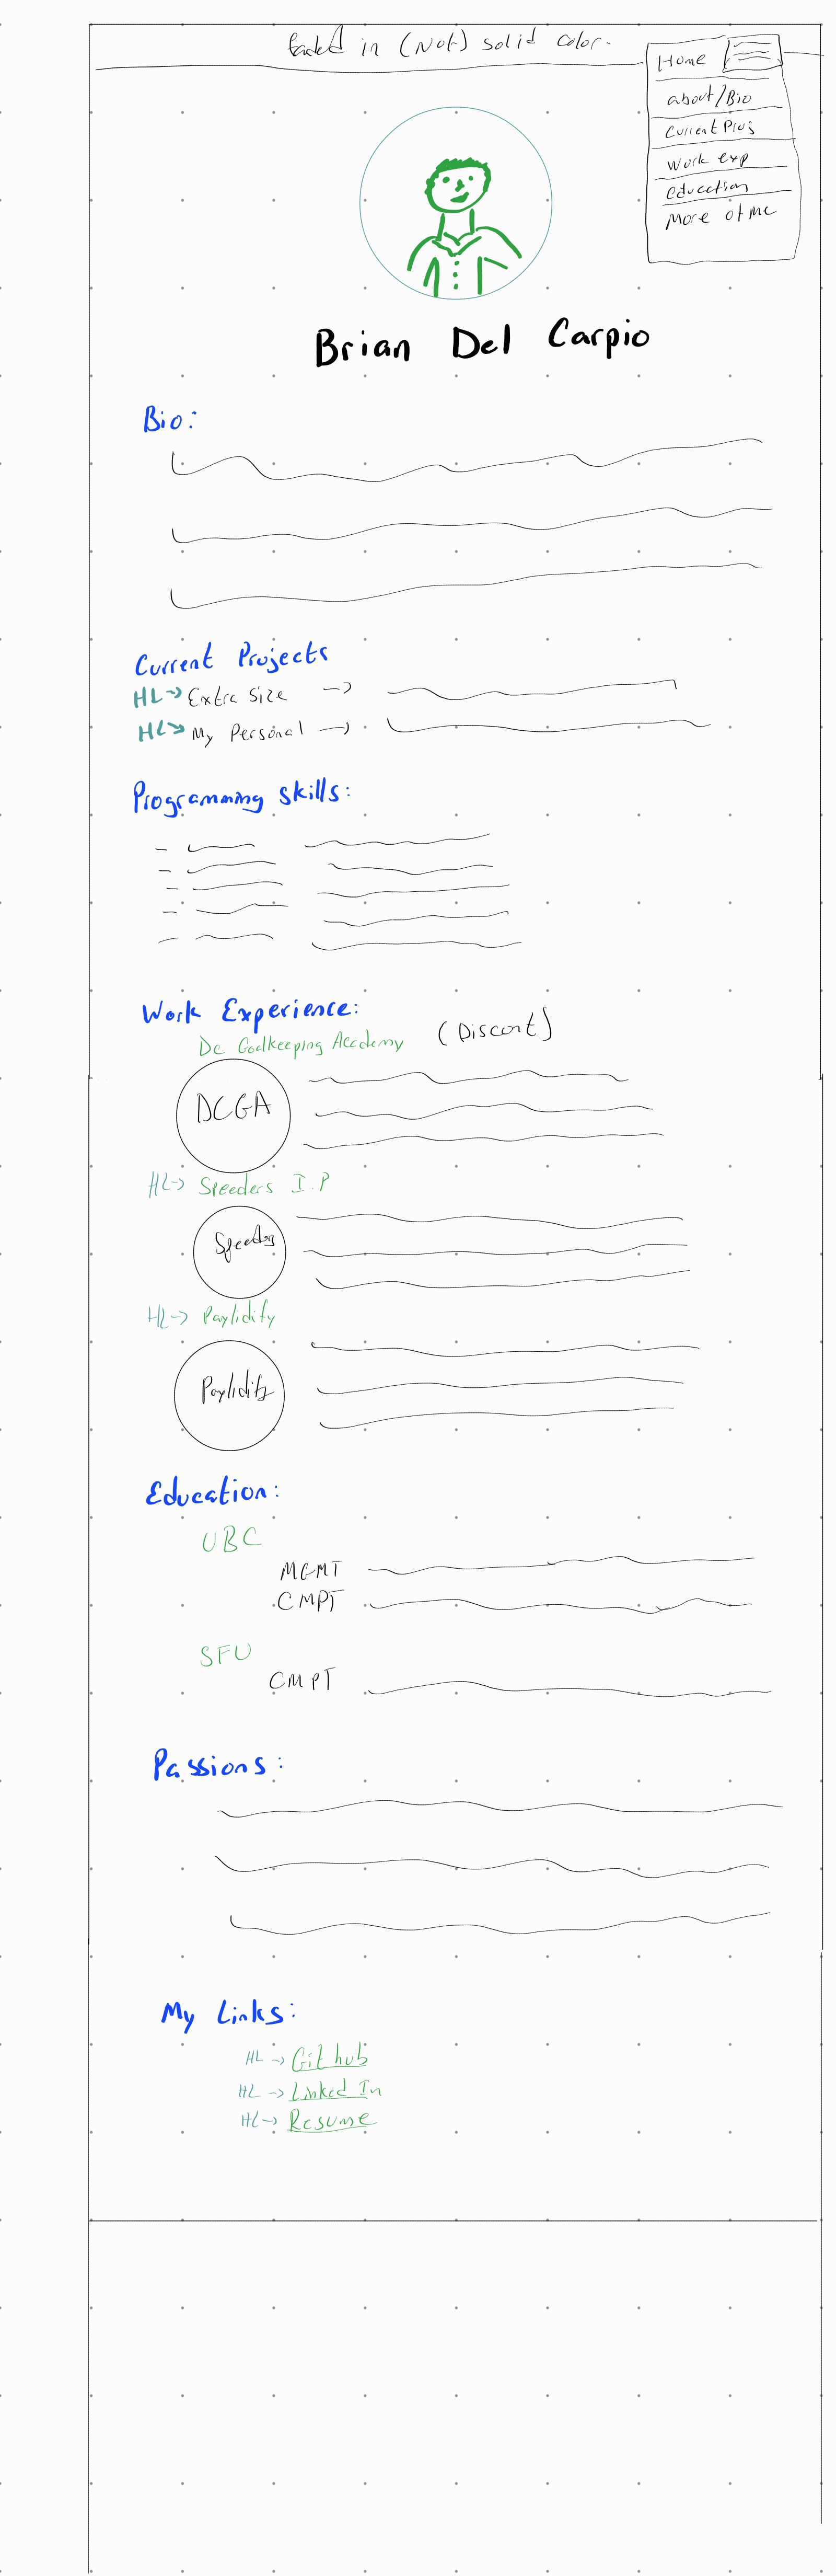 faded in (Not) solid color.
Home
about/Bio
Current Proj
Work exp
education
More of me
Brian Del Carpio
Bio:
Current Projects
HL → Extra Size →
HL → My Personal →
Programming Skills:
Work Experience:
Dc Goalkeeping Academy (Discont)
DCGA
HL → Speeders I.P
Speeders
HL → Paylidify
Paylidify
Education:
UBC
MGMT
CMPT
SFU
CMPT
Passions:
My Links:
HL → Git hub
HL → Linked In
HL → Resume